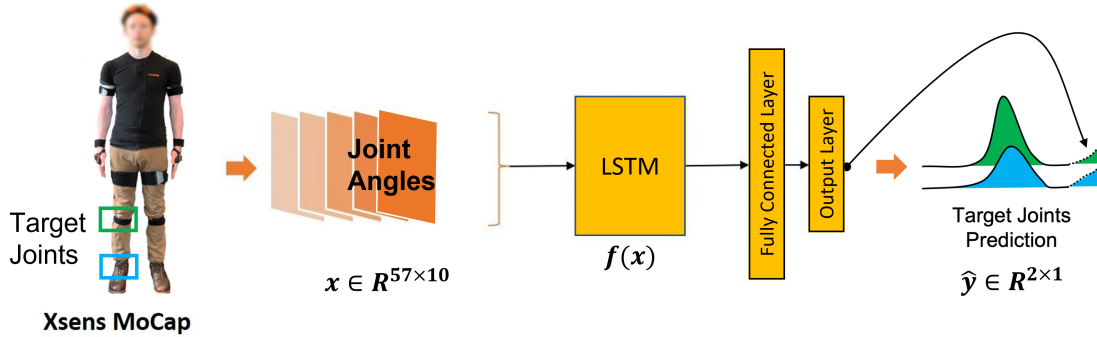 Target
Joints
Xsens MoCap
Joint
Angles
x ∈ R^{57×10}
LSTM
f(x)
Fully Connected Layer
Output Layer
Target Joints
Prediction
ŷ ∈ R^{2×1}